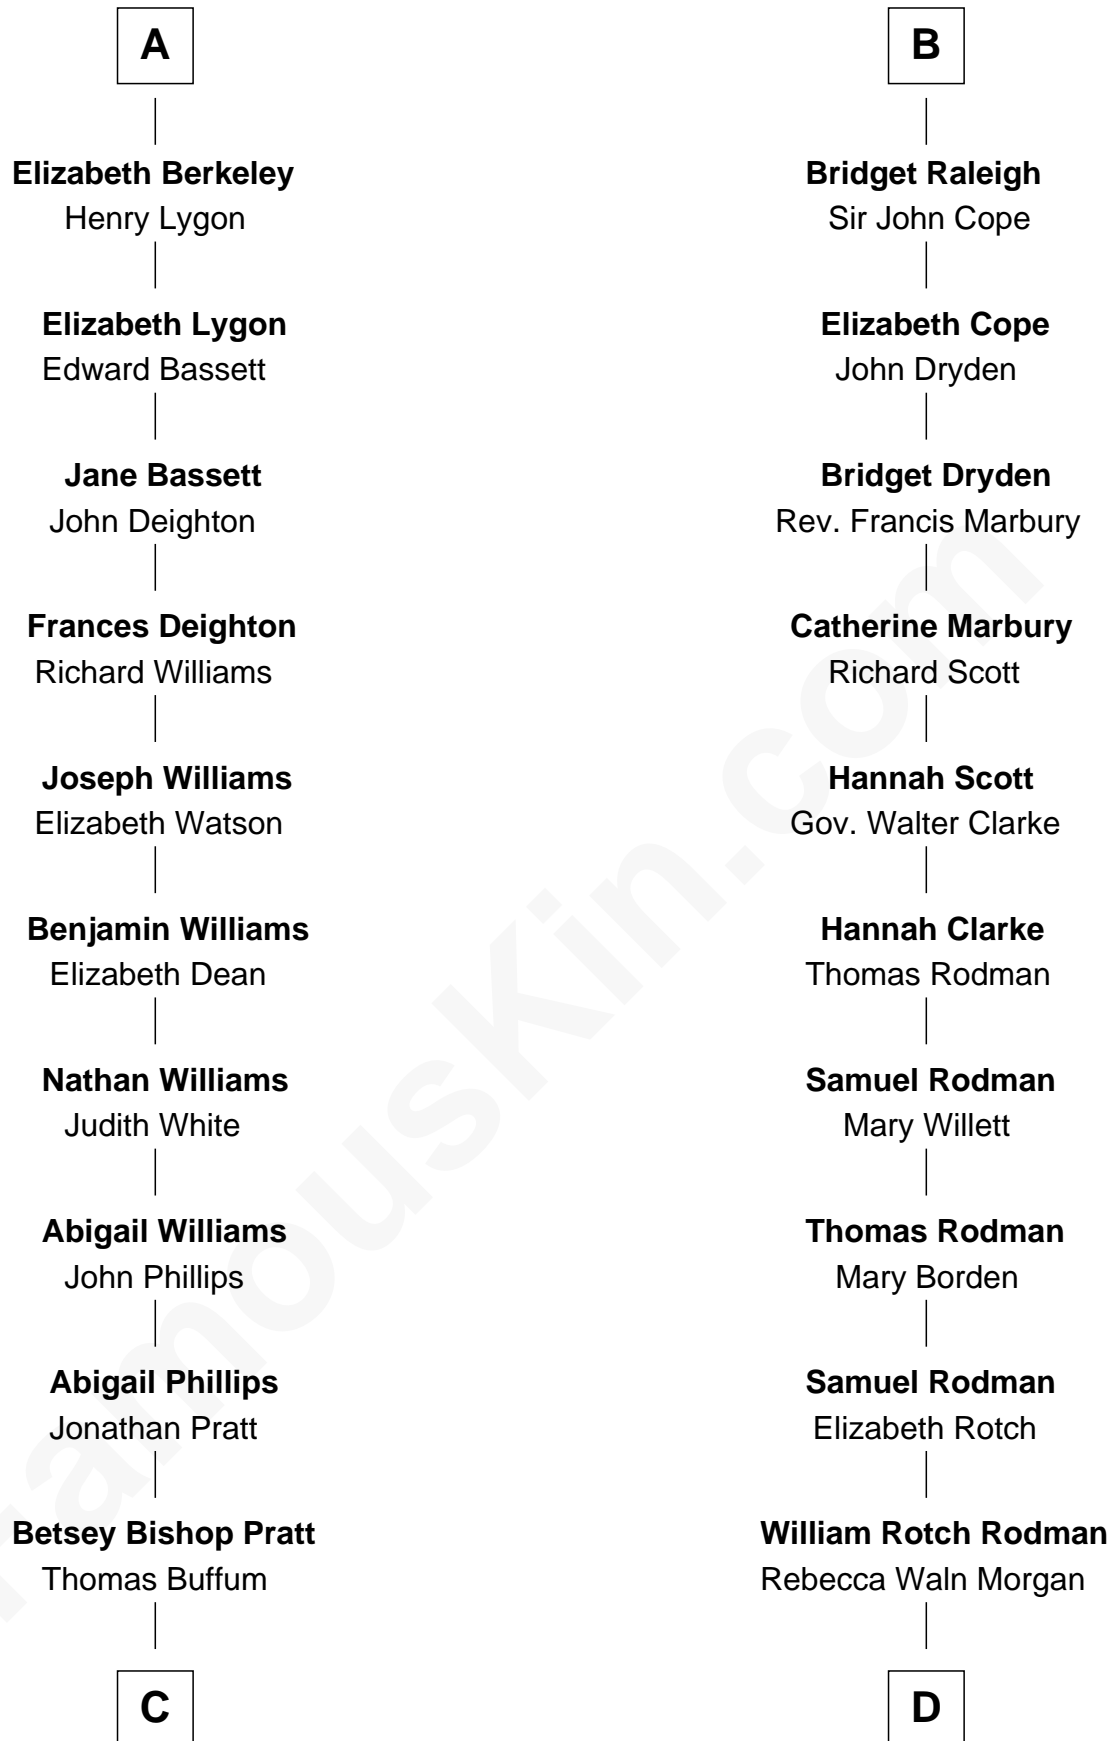 A
Elizabeth Berkeley
Henry Lygon
Elizabeth Lygon
Edward Bassett
Jane Bassett
John Deighton
Frances Deighton
Richard Williams
Joseph Williams
Elizabeth Watson
Benjamin Williams
Elizabeth Dean
Nathan Williams
Judith White
Abigail Williams
John Phillips
Abigail Phillips
Jonathan Pratt
Betsey Bishop Pratt
Thomas Buffum
C
B
Bridget Raleigh
Sir John Cope
Elizabeth Cope
John Dryden
Bridget Dryden
Rev. Francis Marbury
Catherine Marbury
Richard Scott
Hannah Scott
Gov. Walter Clarke
Hannah Clarke
Thomas Rodman
Samuel Rodman
Mary Willett
Thomas Rodman
Mary Borden
Samuel Rodman
Elizabeth Rotch
William Rotch Rodman
Rebecca Waln Morgan
D
FamousKin.com